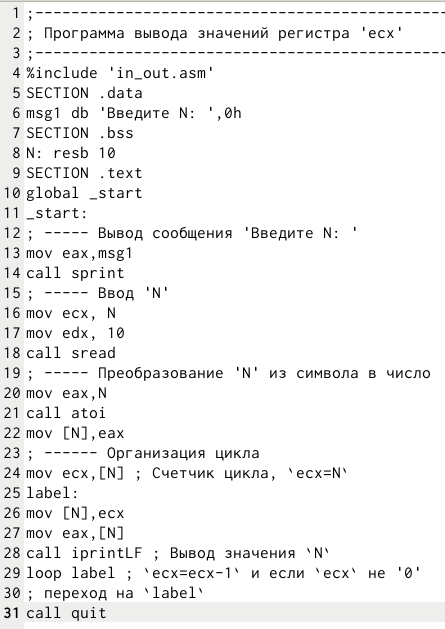 1 ;-----------------------------------------------
2 ; Программа вывода значений регистра 'ecx'
3 ;-----------------------------------------------
4 %include 'in_out.asm'
5 SECTION .data
6 msg1 db 'Введите N: ',0h
7 SECTION .bss
8 N: resb 10
9 SECTION .text
10 global _start
11 _start:
12 ; ----- Вывод сообщения 'Введите N: '
13 mov eax,msg1
14 call sprint
15 ; ----- Ввод 'N'
16 mov ecx, N
17 mov edx, 10
18 call sread
19 ; ----- Преобразование 'N' из символа в число
20 mov eax,N
21 call atoi
22 mov [N],eax
23 ; ------ Организация цикла
24 mov ecx,[N] ; Счетчик цикла, `ecx=N`
25 label:
26 mov [N],ecx
27 mov eax,[N]
28 call iprintLF ; Вывод значения `N`
29 loop label ; `ecx=ecx-1` и если `ecx` не '0'
30 ; переход на `label`
31 call quit